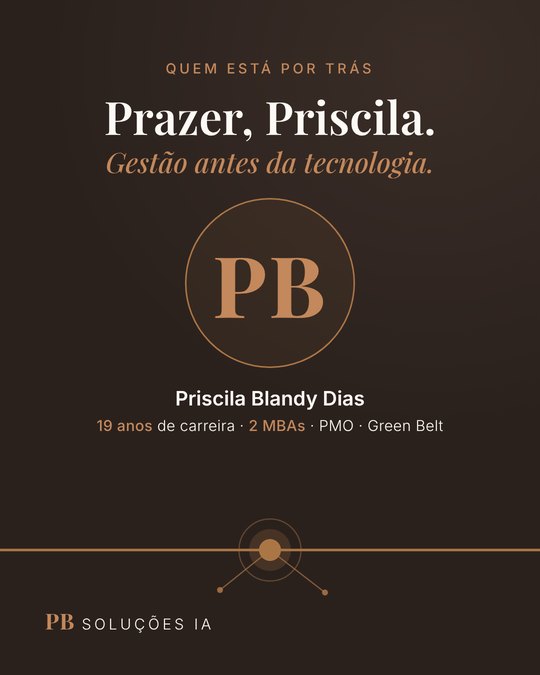 QUEM ESTÁ POR TRÁS
Prazer, Priscila.
Gestão antes da tecnologia.
PB
Priscila Blandy Dias
19 anos de carreira · 2 MBAs · PMO · Green Belt
PB SOLUÇÕES IA